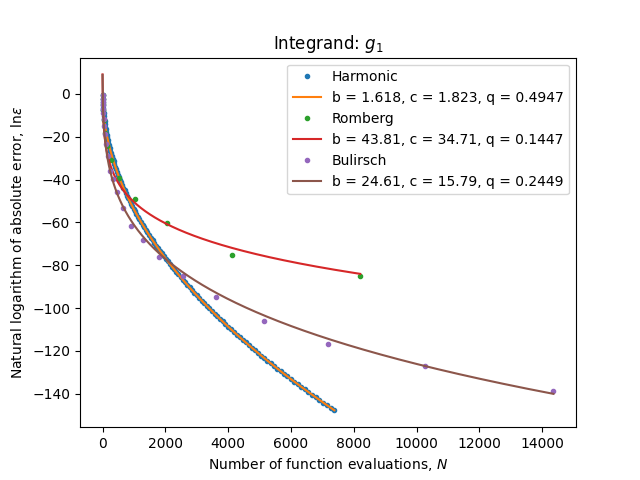 Integrand: g₁
Harmonic
b = 1.618, c = 1.823, q = 0.4947
Romberg
b = 43.81, c = 34.71, q = 0.1447
Bulirsch
b = 24.61, c = 15.79, q = 0.2449
Natural logarithm of absolute error, lnε
0
−20
−40
−60
−80
−100
−120
−140
0 2000 4000 6000 8000 10000 12000 14000
Number of function evaluations, N